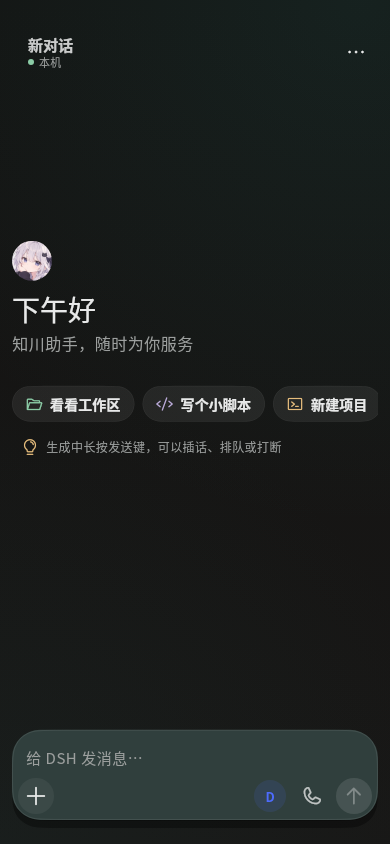 新对话
本机
下午好
知川助手，随时为你服务
看看工作区
写个小脚本
新建项目
生成中长按发送键，可以插话、排队或打断
给 DSH 发消息…
D